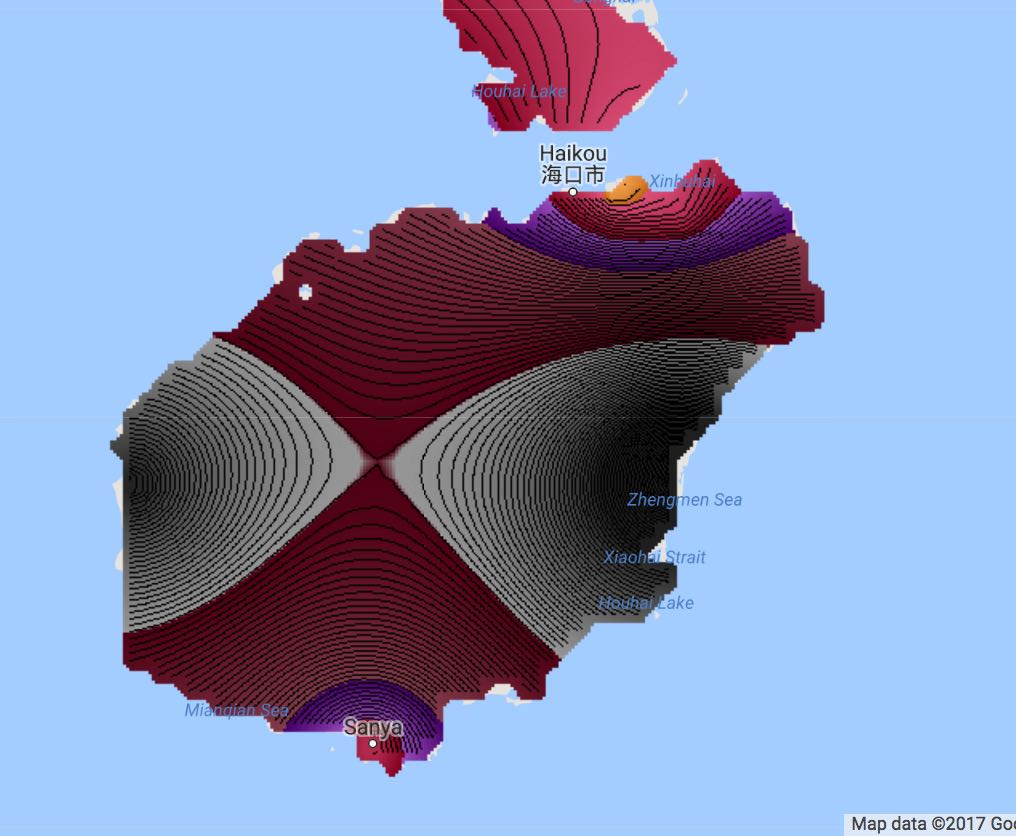 Houhai Lake
Haikou
海口市
Xinbuhai
Zhengmen Sea
Xiaohai Strait
Houhai Lake
Mianqian Sea
Sanya
Map data ©2017 Goo